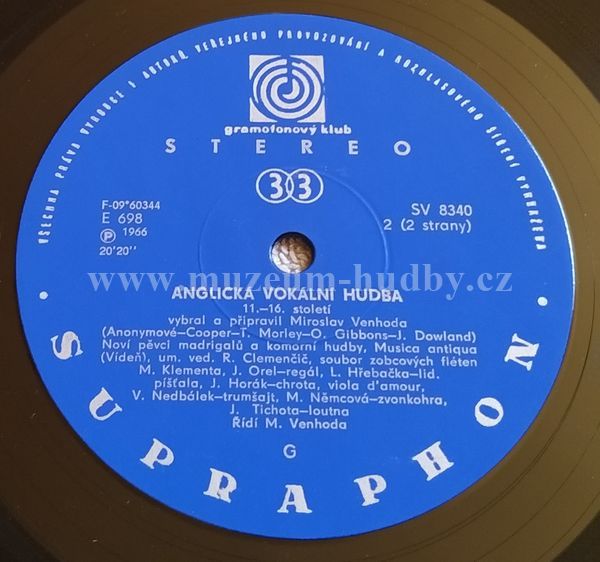 VŠECHNA PRÁVA VÝROBCE I AUTORŮ, VEŘEJNÉHO PROVOZOVÁNÍ A ROZHLASOVÉHO ŠÍŘENÍ VYHRAŽENA
gramofonový klub
STEREO
33
F-09*60344
E 698
Ⓟ 1966
20'20''
SV 8340
2 (2 strany)
www.muzeum-hudby.cz
ANGLICKÁ VOKÁLNÍ HUDBA
11.–16. století
vybral a připravil Miroslav Venhoda
(Anonymové-Cooper-T. Morley-O. Gibbons-J. Dowland)
Noví pěvci madrigalů a komorní hudby, Musica antiqua
(Vídeň), um. ved. R. Clemenčič, soubor zobcových fléten
M. Klementa, J. Orel-regál, L. Hřebačka-lid.
píšťala, J. Horák-chrota, viola d'amour,
V. Nedbálek-trumšajt, M. Němcová-zvonkohra,
J. Tichota-loutna
Řídí M. Venhoda
G
· SUPRAPHON ·